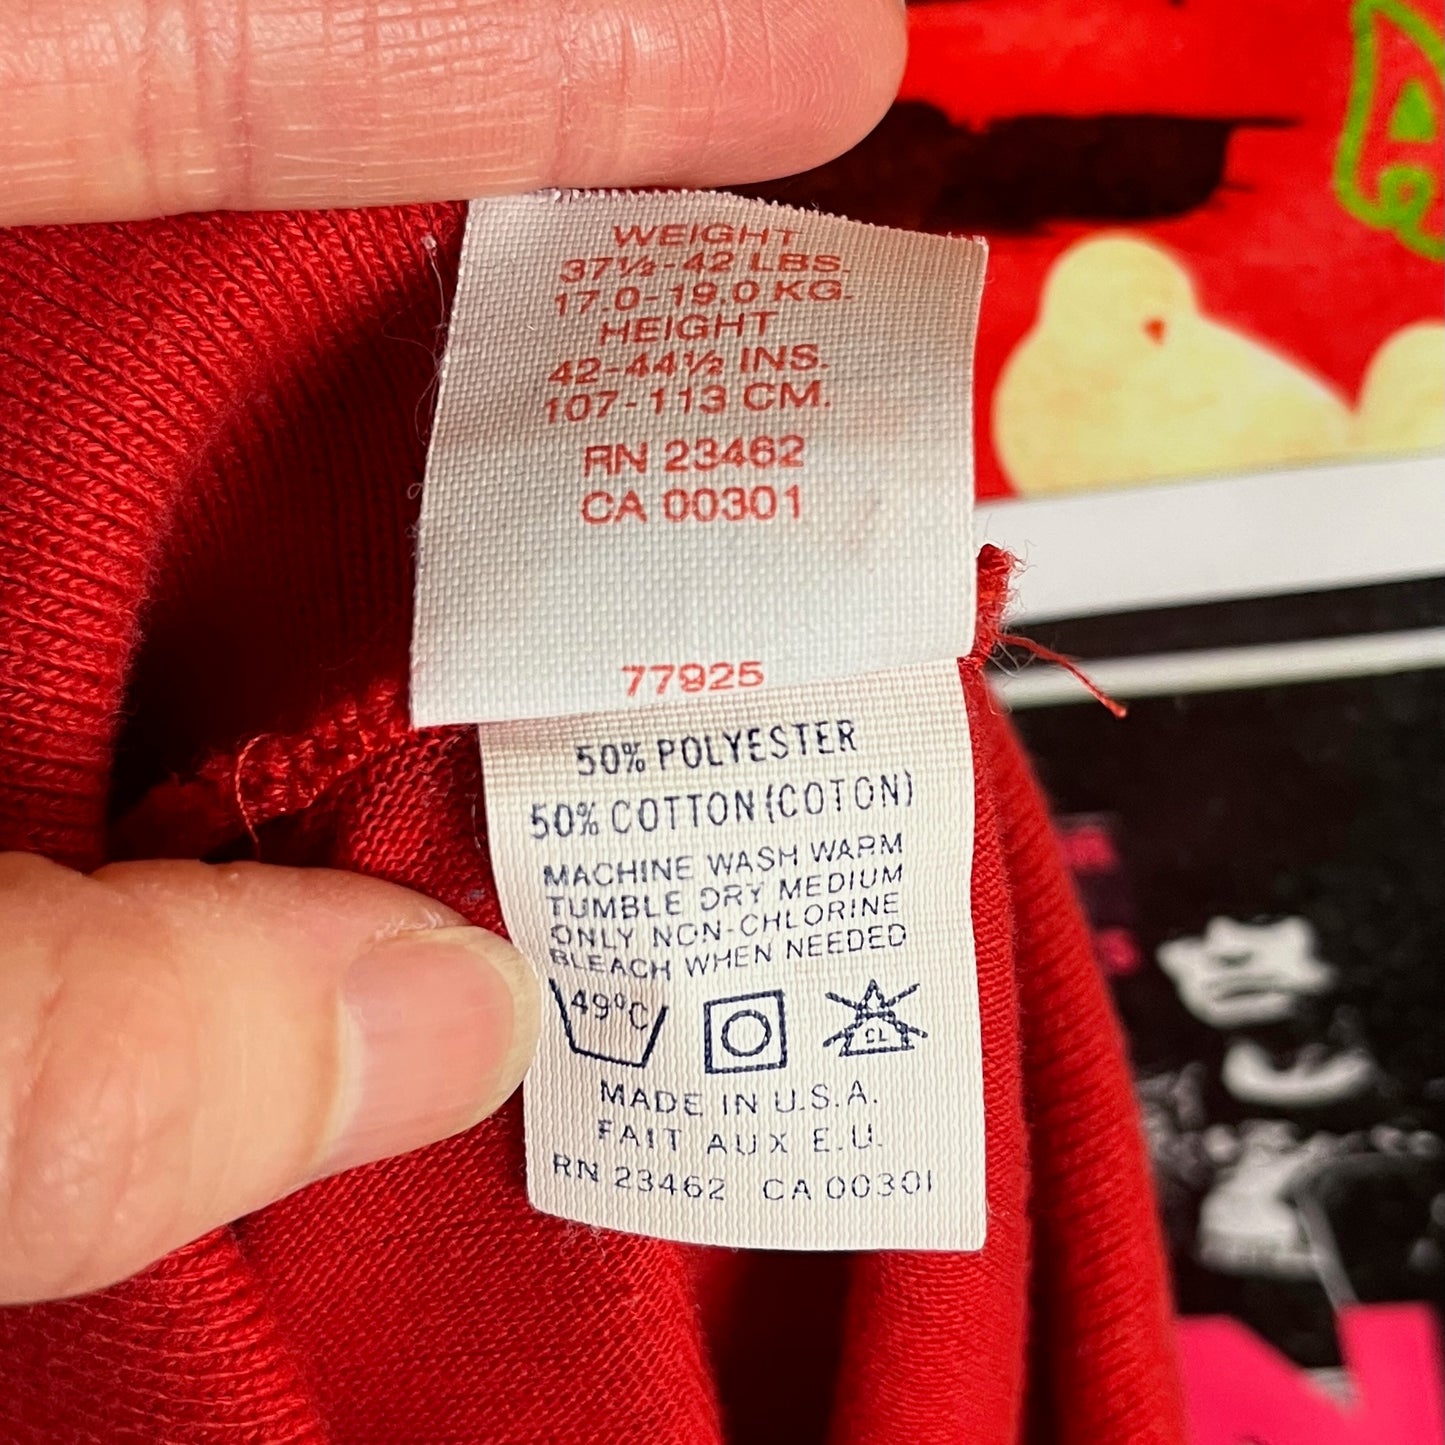 WEIGHT
37½-42 LBS.
17.0-19.0 KG.
HEIGHT
42-44½ INS.
107-113 CM.
RN 23462
CA 00301
77925
50% POLYESTER
50% COTTON (COTON)
MACHINE WASH WARM
TUMBLE DRY MEDIUM
ONLY NON-CHLORINE
BLEACH WHEN NEEDED
49°C
CL
MADE IN U.S.A.
FAIT AUX E.U.
RN 23462 CA 00301